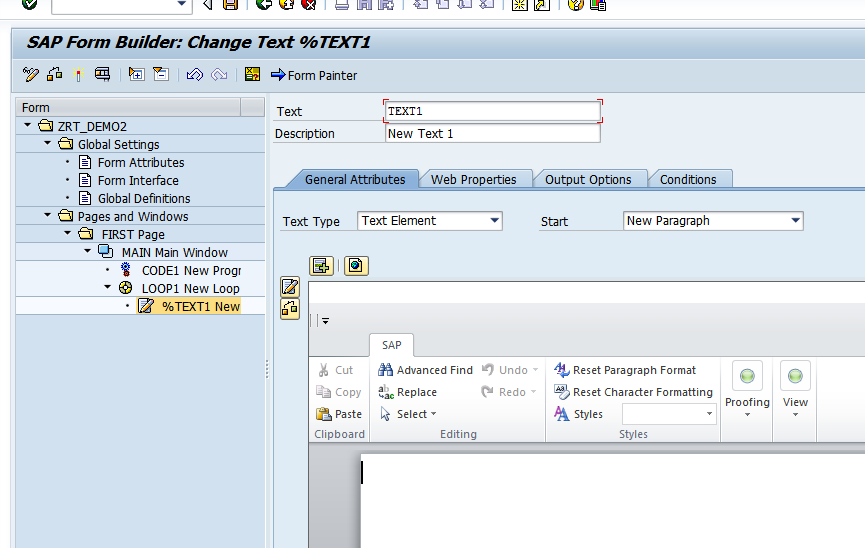 SAP Form Builder: Change Text %TEXT1
Form Painter
Form
ZRT_DEMO2
Global Settings
Form Attributes
Form Interface
Global Definitions
Pages and Windows
FIRST Page
MAIN Main Window
CODE1 New Progr
LOOP1 New Loop
%TEXT1 New
Text TEXT1
Description New Text 1
General Attributes Web Properties Output Options Conditions
Text Type Text Element Start New Paragraph
SAP
Cut Advanced Find Undo Reset Paragraph Format
Copy Replace Redo Reset Character Formatting
Paste Select Styles
Proofing View
Clipboard Editing Styles